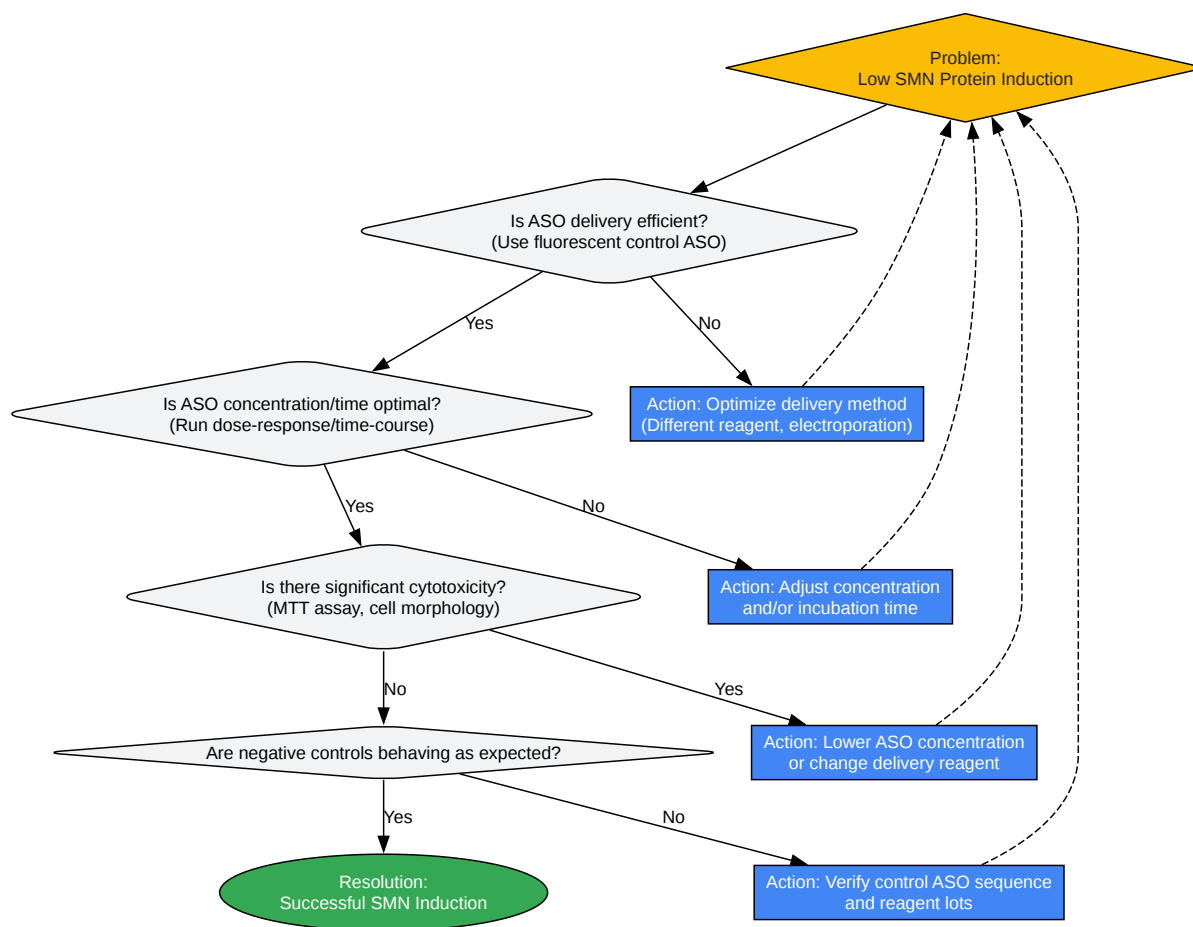 Problem:
Low SMN Protein Induction
Is ASO delivery efficient?
(Use fluorescent control ASO)
Yes
No
Is ASO concentration/time optimal?
(Run dose-response/time-course)
Action: Optimize delivery method
(Different reagent, electroporation)
Yes
No
Is there significant cytotoxicity?
(MTT assay, cell morphology)
Action: Adjust concentration
and/or incubation time
No
Yes
Are negative controls behaving as expected?
Action: Lower ASO concentration
or change delivery reagent
Yes
No
Resolution:
Successful SMN Induction
Action: Verify control ASO sequence
and reagent lots